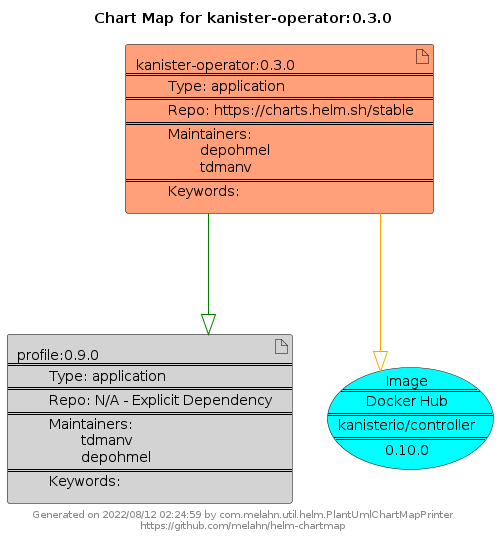 Chart Map for kanister-operator:0.3.0
kanister-operator:0.3.0
Type: application
Repo: https://charts.helm.sh/stable
Maintainers:
depohmel
tdmanv
Keywords:
profile:0.9.0
Type: application
Repo: N/A - Explicit Dependency
Maintainers:
tdmanv
depohmel
Keywords:
Image
Docker Hub
kanisterio/controller
0.10.0
Generated on 2022/08/12 02:24:59 by com.melahn.util.helm.PlantUmlChartMapPrinter
https://github.com/melahn/helm-chartmap